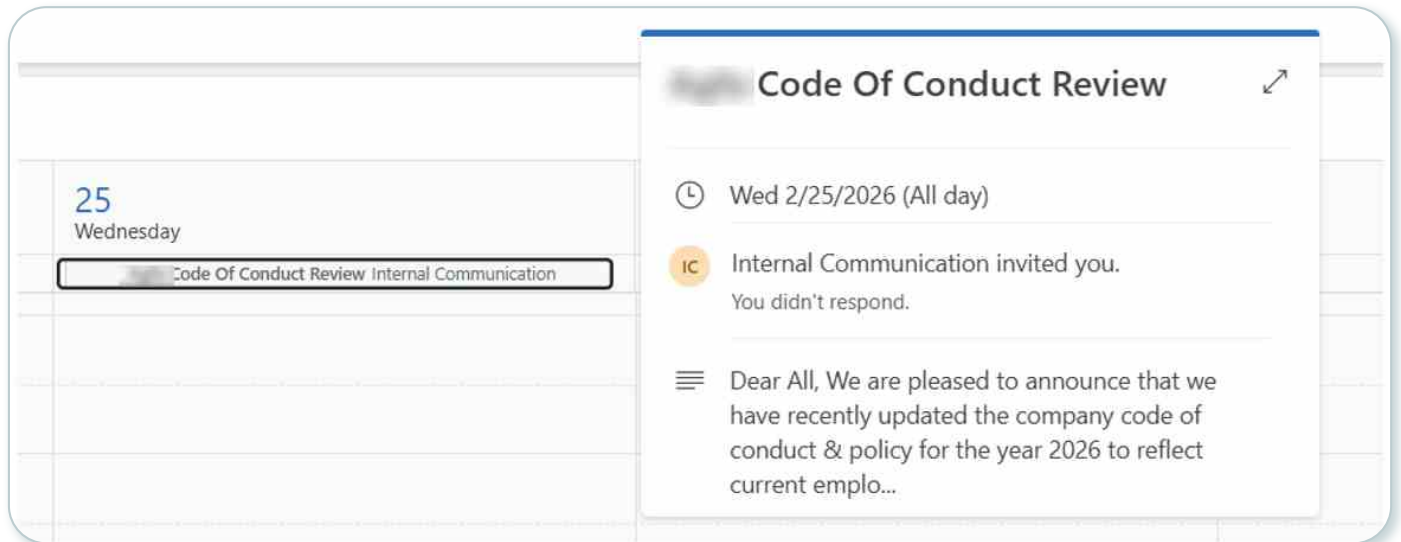 25
Wednesday
Code Of Conduct Review Internal Communication
Code Of Conduct Review
Wed 2/25/2026 (All day)
IC
Internal Communication invited you.
You didn't respond.
Dear All, We are pleased to announce that we
have recently updated the company code of
conduct & policy for the year 2026 to reflect
current emplo...